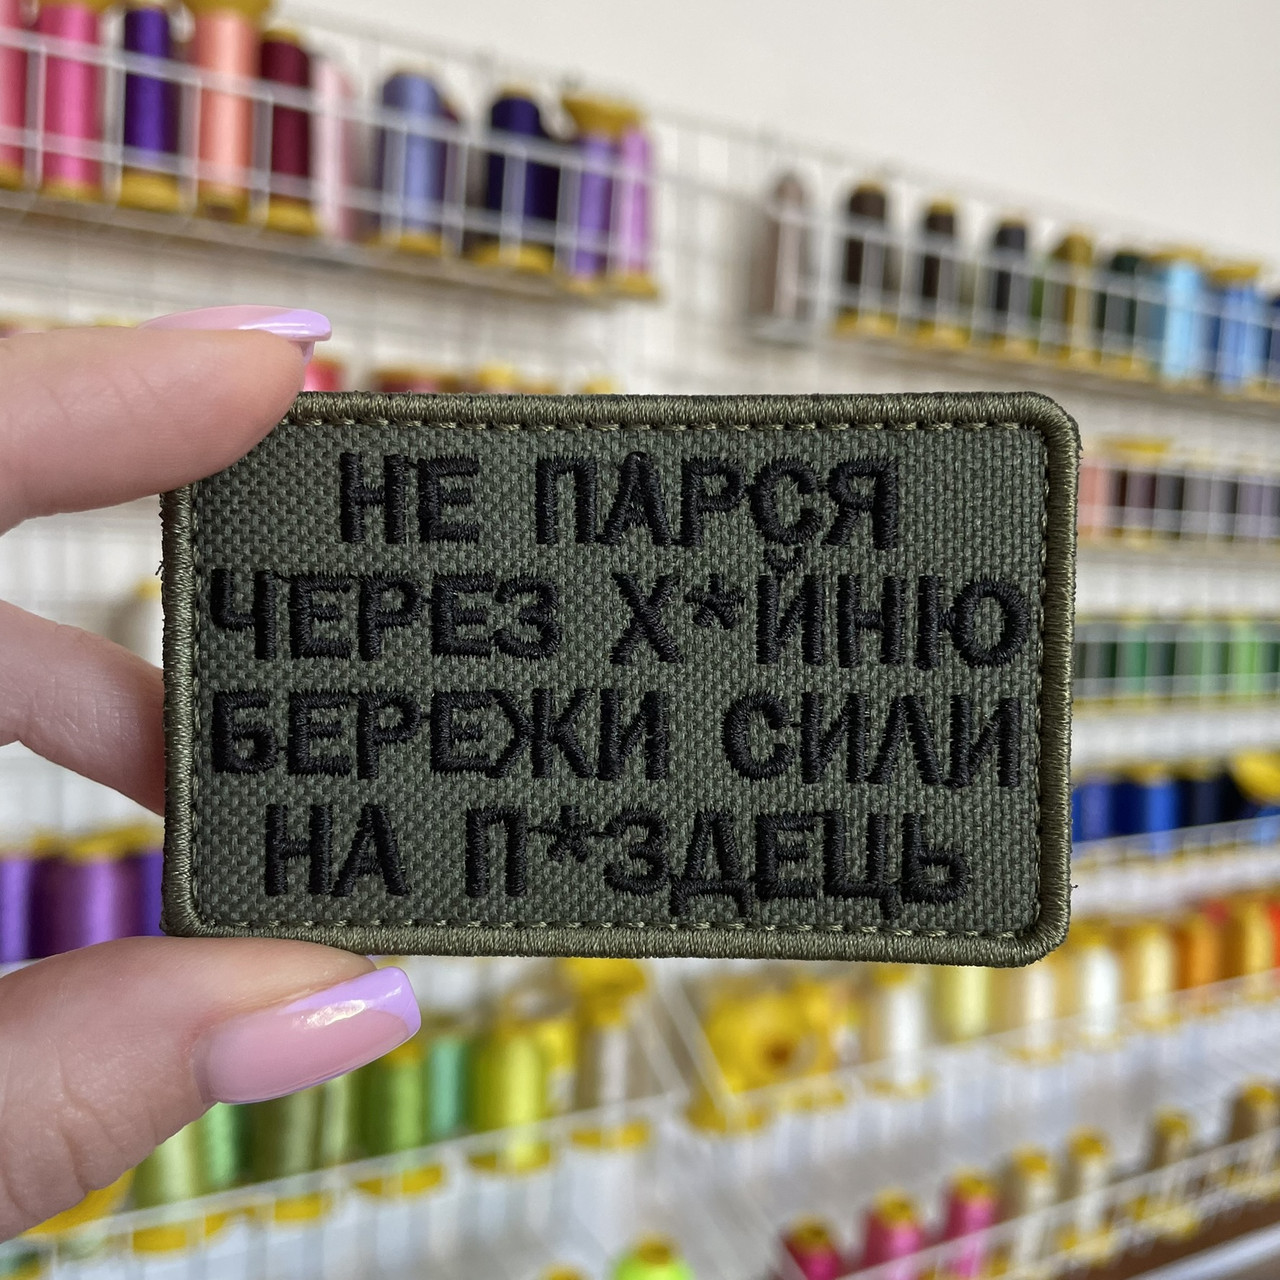 НЕ ПАРСЯ
ЧЕРЕЗ Х*ЙНЮ
БЕРЕЖИ СИЛИ
НА П*ЗДЕЦЬ